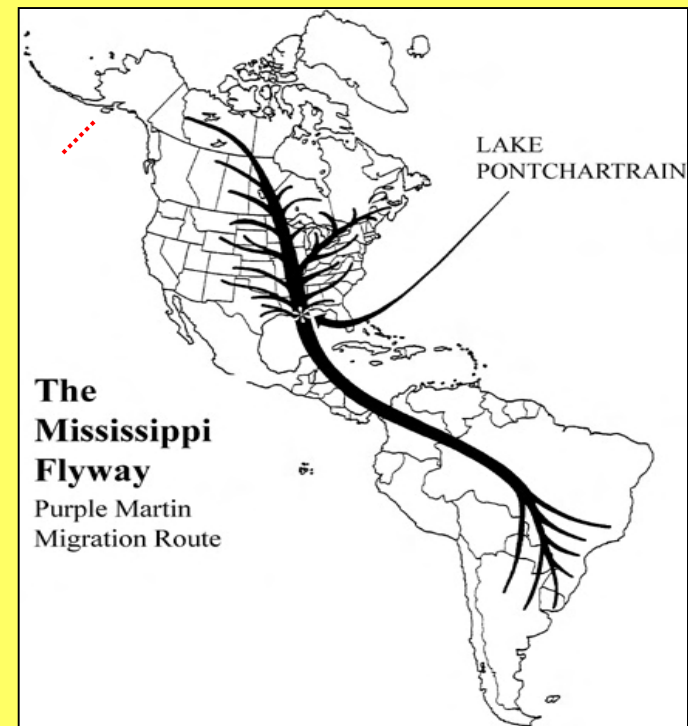 LAKE
PONTCHARTRAIN
The
Mississippi
Flyway
Purple Martin
Migration Route